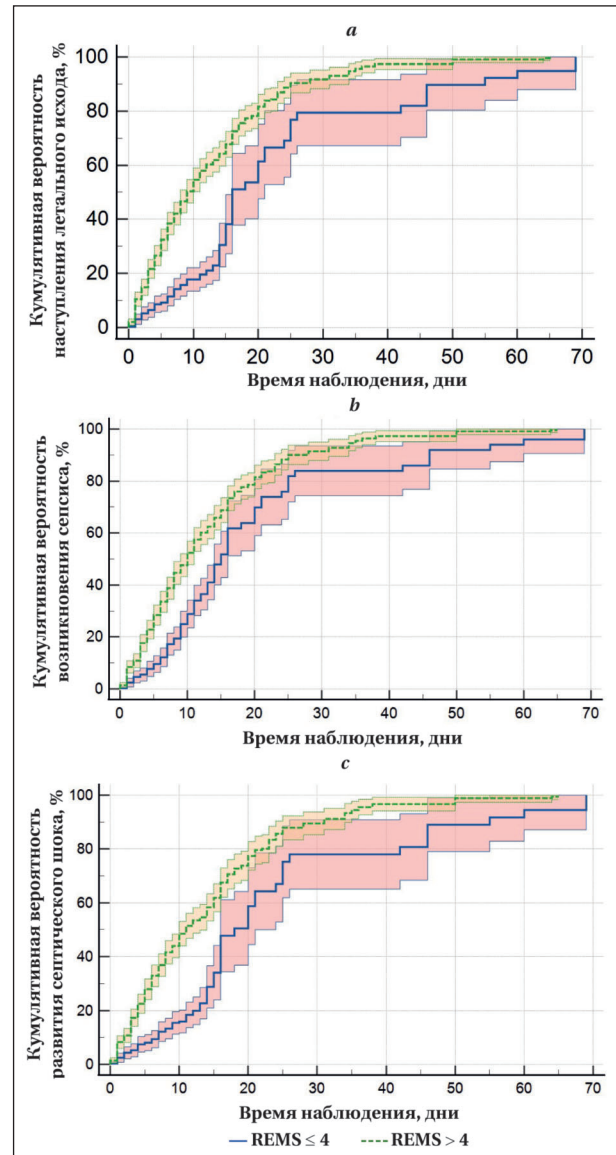 a
Кумулятивная вероятность
наступления летального исхода, %
100
80
60
40
20
0
0 10 20 30 40 50 60 70
Время наблюдения, дни
b
Кумулятивная вероятность
возникновения сепсиса, %
100
80
60
40
20
0
0 10 20 30 40 50 60 70
Время наблюдения, дни
c
Кумулятивная вероятность
развития септического шока, %
100
80
60
40
20
0
0 10 20 30 40 50 60 70
Время наблюдения, дни
REMS ≤ 4 REMS > 4